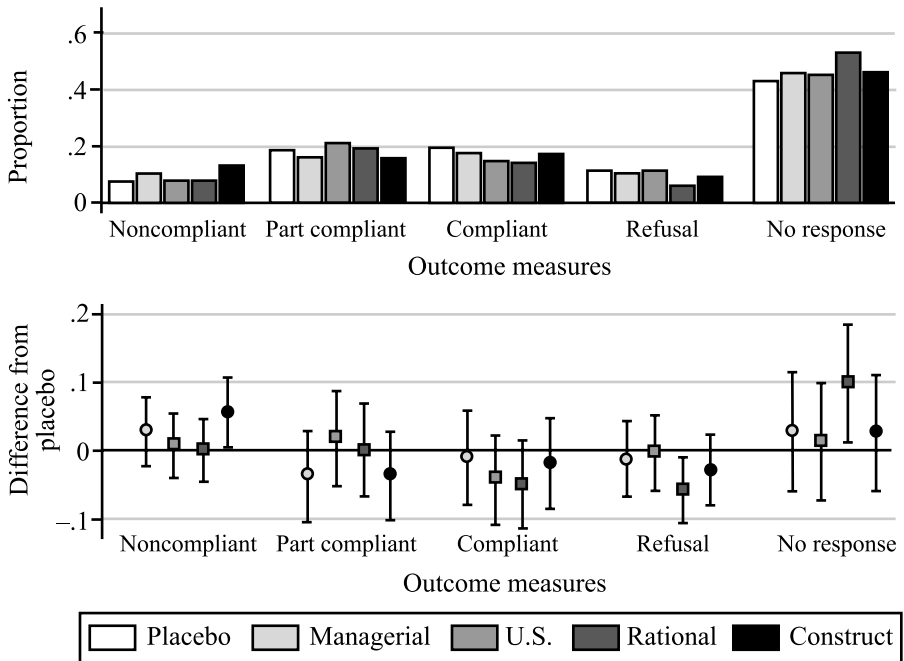 Proportion
.6
.4
.2
0
Noncompliant Part compliant Compliant Refusal No response
Outcome measures
Difference from
placebo
.2
.1
0
–.1
Noncompliant Part compliant Compliant Refusal No response
Outcome measures
Placebo Managerial U.S. Rational Construct